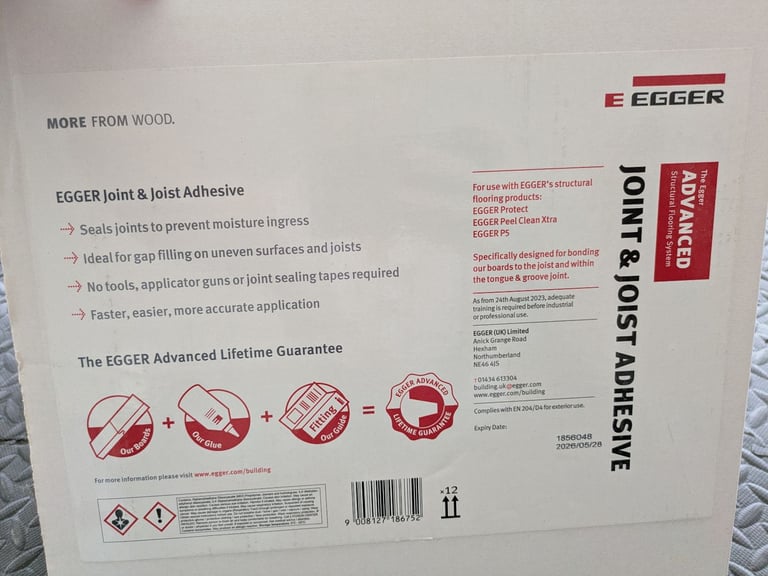 MORE FROM WOOD.
E EGGER
EGGER Joint & Joist Adhesive
Seals joints to prevent moisture ingress
Ideal for gap filling on uneven surfaces and joists
No tools, applicator guns or joint sealing tapes required
Faster, easier, more accurate application
The EGGER Advanced Lifetime Guarantee
Our Boards
+
Our Glue
+
Fitting
Our Guide
=
EGGER ADVANCED
LIFETIME GUARANTEE
For more information please visit www.egger.com/building
9 008127 186752
x12
For use with EGGER's structural
flooring products:
EGGER Protect
EGGER Peel Clean Xtra
EGGER P5
Specifically designed for bonding
our boards to the joist and within
the tongue & groove joint.
As from 24th August 2023, adequate
training is required before industrial
or professional use.
EGGER (UK) Limited
Anick Grange Road
Hexham
Northumberland
NE46 4JS
T 01434 613304
building.uk@egger.com
www.egger.com/building
Complies with EN 204/D4 for exterior use.
Expiry Date:
1856048
2026/05/28
The Egger
ADVANCED
Structural Flooring System
JOINT & JOIST ADHESIVE